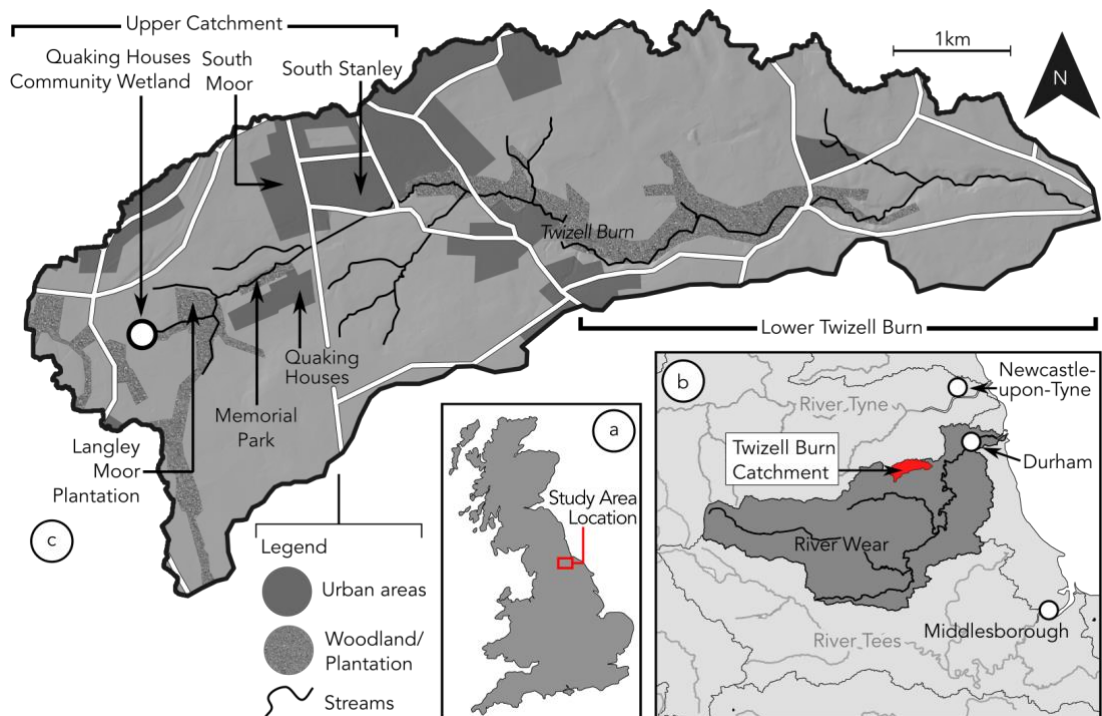 Upper Catchment
Quaking Houses
Community Wetland
South
Moor
South Stanley
1km
N
Twizell Burn
Lower Twizell Burn
Quaking
Houses
Memorial
Park
Langley
Moor
Plantation
c
Legend
Urban areas
Woodland/
Plantation
Streams
a
Study Area
Location
b
Newcastle-
upon-Tyne
River Tyne
Twizell Burn
Catchment
Durham
River Wear
Middlesborough
River Tees